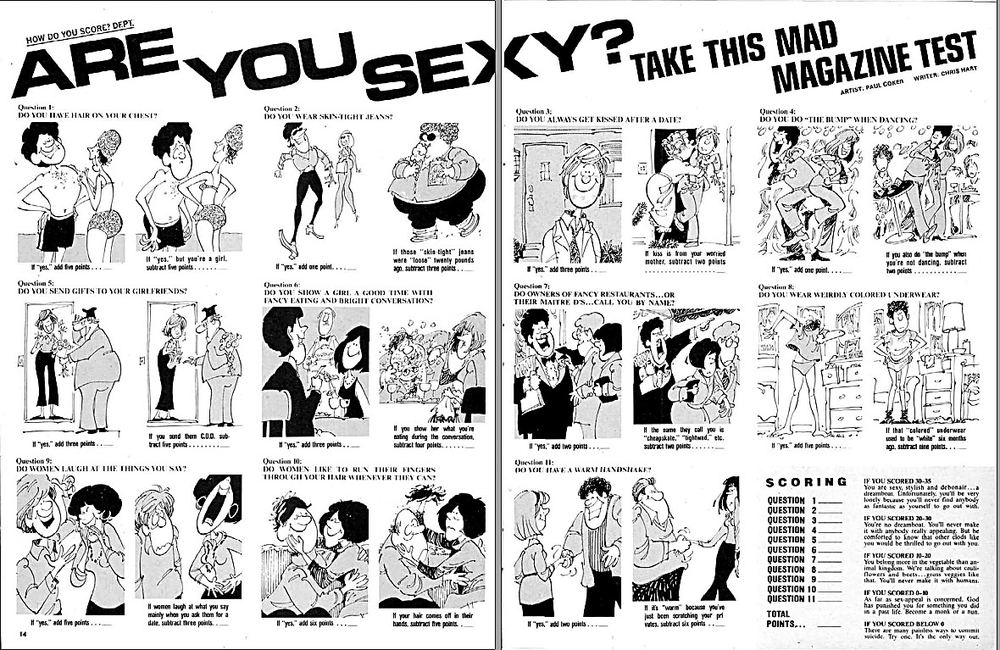 HOW DO YOU SCORE? DEPT.
ARE YOU SEXY?
TAKE THIS MAD
MAGAZINE TEST
ARTIST: PAUL COKER WRITER: CHRIS HART
Question 1:
DO YOU HAVE HAIR ON YOUR CHEST?
If "yes," add five points .......
If "yes," but you're a girl,
subtract five points .......
Question 2:
DO YOU WEAR SKIN-TIGHT JEANS?
If "yes," add one point. .......
If those "skin-tight" jeans
were "loose" twenty pounds
ago, subtract three points .......
Question 3:
DO YOU ALWAYS GET KISSED AFTER A DATE?
If "yes," add three points .......
If kiss is from your worried
mother, subtract two points
Question 4:
DO YOU DO "THE BUMP" WHEN DANCING?
If "yes," add one point. .......
If you also do "the bump" when
you're not dancing, subtract
two points .......
Question 5:
DO YOU SEND GIFTS TO YOUR GIRLFRIENDS?
If "yes," add three points .......
If you send them C.O.D. sub-
tract five points .......
Question 6:
DO YOU SHOW A GIRL A GOOD TIME WITH
FANCY EATING AND BRIGHT CONVERSATION?
If "yes," add three points .......
If you show her what you're
eating during the conversation,
subtract four points .......
Question 7:
DO OWNERS OF FANCY RESTAURANTS...OR
THEIR MAITRE D'S...CALL YOU BY NAME?
If "yes," add two points .......
If the name they call you is
"cheapskate," "tightwad," etc.
subtract two points .......
Question 8:
DO YOU WEAR WEIRDLY COLORED UNDERWEAR?
If "yes," add five points .......
If that "colored" underwear
used to be "white" six months
ago, subtract nine points .......
Question 9:
DO WOMEN LAUGH AT THE THINGS YOU SAY?
If "yes," add five points .......
If women laugh at what you say
mainly when you ask them for a
date, subtract three points .......
Question 10:
DO WOMEN LIKE TO RUN THEIR FINGERS
THROUGH YOUR HAIR WHENEVER THEY CAN?
If "yes," add six points .......
If your hair comes off in their
hands, subtract five points .......
Question 11:
DO YOU HAVE A WARM HANDSHAKE?
If "yes," add two points .......
If it's "warm" because you've
just been scratching your pri
vates, subtract six points .......
SCORING
QUESTION 1
QUESTION 2
QUESTION 3
QUESTION 4
QUESTION 5
QUESTION 6
QUESTION 7
QUESTION 8
QUESTION 9
QUESTION 10
QUESTION 11
TOTAL
POINTS...
IF YOU SCORED 30-35
You are sexy, stylish and debonair...a
dreamboat. Unfortunately, you'll be very
lonely because you'll never find anybody
as fantastic as yourself to go out with.
IF YOU SCORED 20-30
You're no dreamboat. You'll never make
it with anybody really appealing. But be
comforted to know that other clods like
you would be thrilled to go out with you.
IF YOU SCORED 10-20
You belong more in the vegetable than an-
imal kingdom. We're talking about cauli-
flowers and beets...gross veggies like
that. You'll never make it with humans.
IF YOU SCORED 0-10
As far as sex-appeal is concerned, God
has punished you for something you did
in a past life. Become a monk or a nun.
IF YOU SCORED BELOW 0
There are many painless ways to commit
suicide. Try one. It's the only way out.
14